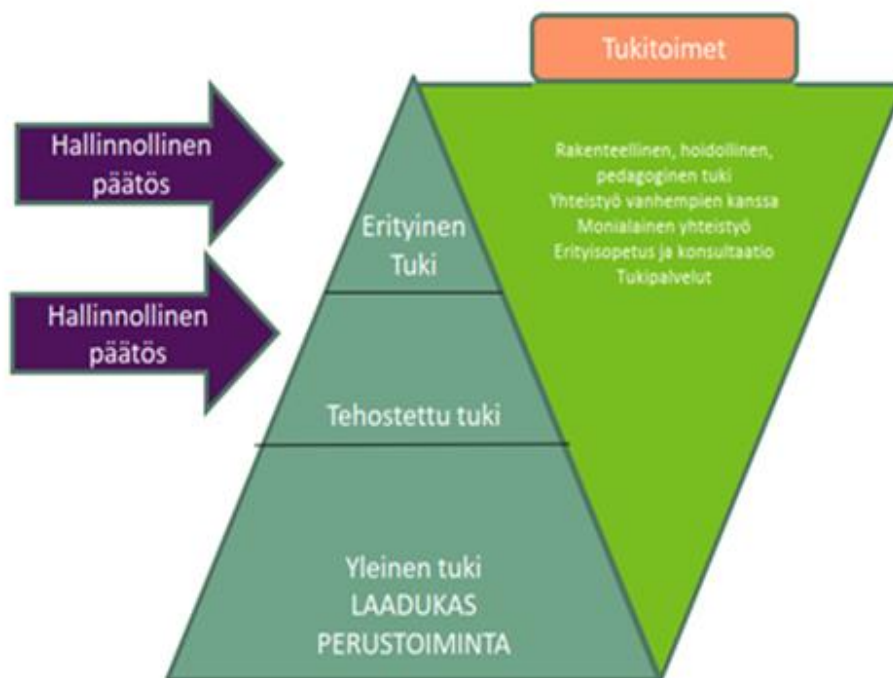 Tukitoimet
Hallinnollinen
päätös
Rakenteellinen, hoidollinen,
pedagoginen tuki
Yhteistyö vanhempien kanssa
Monialainen yhteistyö
Erityisopetus ja konsultaatio
Tukipalvelut
Erityinen
Tuki
Hallinnollinen
päätös
Tehostettu tuki
Yleinen tuki
LAADUKAS
PERUSTOIMINTA